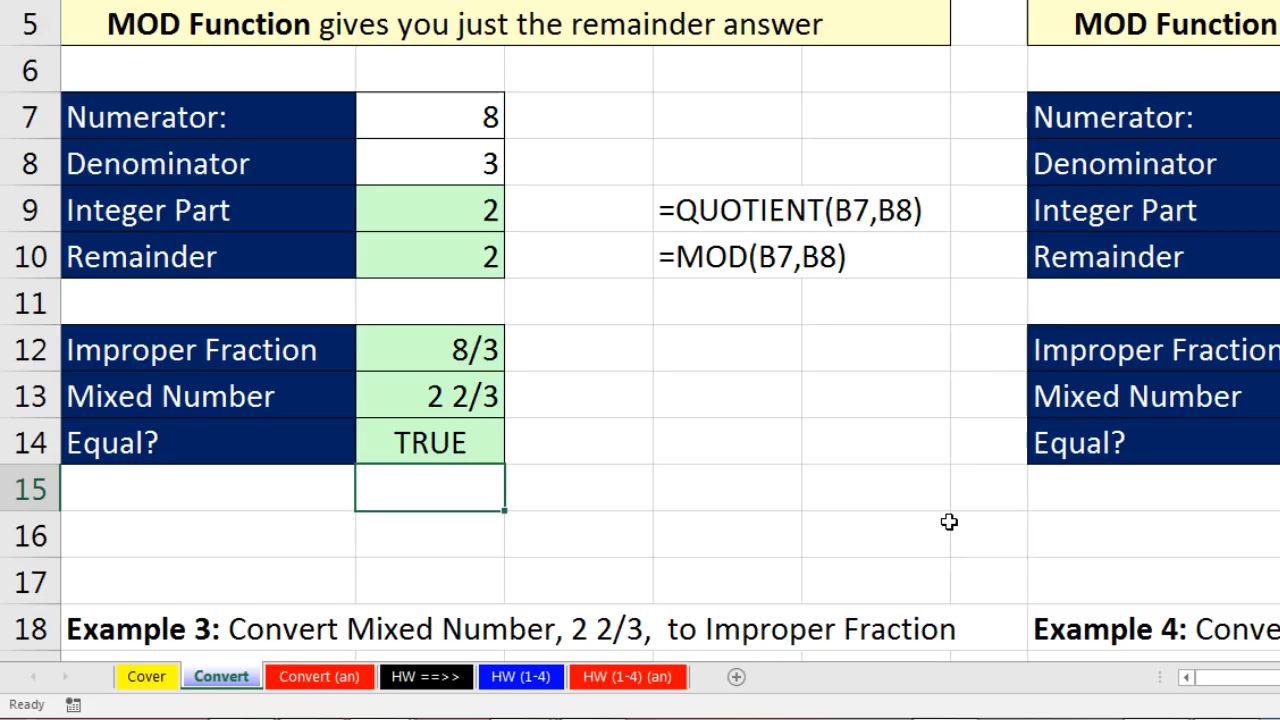 5 MOD Function gives you just the remainder answer MOD Function
6
7 Numerator: 8 Numerator:
8 Denominator 3 Denominator
9 Integer Part 2 =QUOTIENT(B7,B8) Integer Part
10 Remainder 2 =MOD(B7,B8) Remainder
11
12 Improper Fraction 8/3 Improper Fraction
13 Mixed Number 2 2/3 Mixed Number
14 Equal? TRUE Equal?
15
16
17
18 Example 3: Convert Mixed Number, 2 2/3, to Improper Fraction Example 4: Conve
Cover Convert Convert (an) HW ==>> HW (1-4) HW (1-4) (an)
Ready